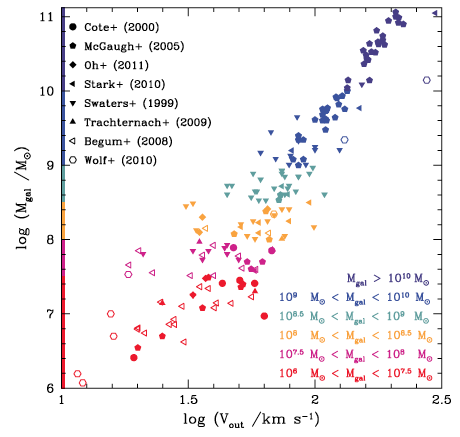 Cote+ (2000)
McGaugh+ (2005)
Oh+ (2011)
Stark+ (2010)
Swaters+ (1999)
Trachternach+ (2009)
Begum+ (2008)
Wolf+ (2010)
11
10
9
8
7
6
log (M_gal /M_⊙)
M_gal > 10^10 M_⊙
10^9 M_⊙ < M_gal < 10^10 M_⊙
10^8.5 M_⊙ < M_gal < 10^9 M_⊙
10^8 M_⊙ < M_gal < 10^8.5 M_⊙
10^7.5 M_⊙ < M_gal < 10^8 M_⊙
10^6 M_⊙ < M_gal < 10^7.5 M_⊙
1 1.5 2 2.5
log (V_out /km s^-1)